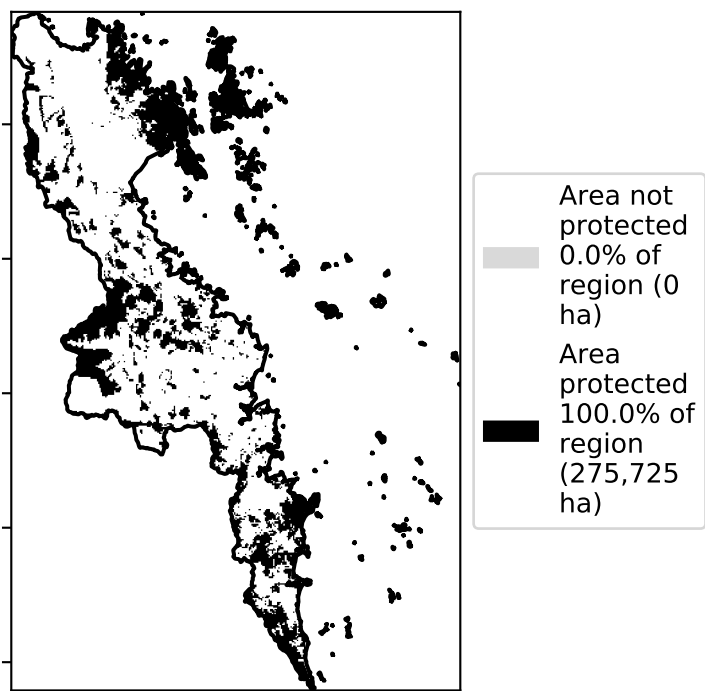 Area not
protected
0.0% of
region (0
ha)
Area
protected
100.0% of
region
(275,725
ha)